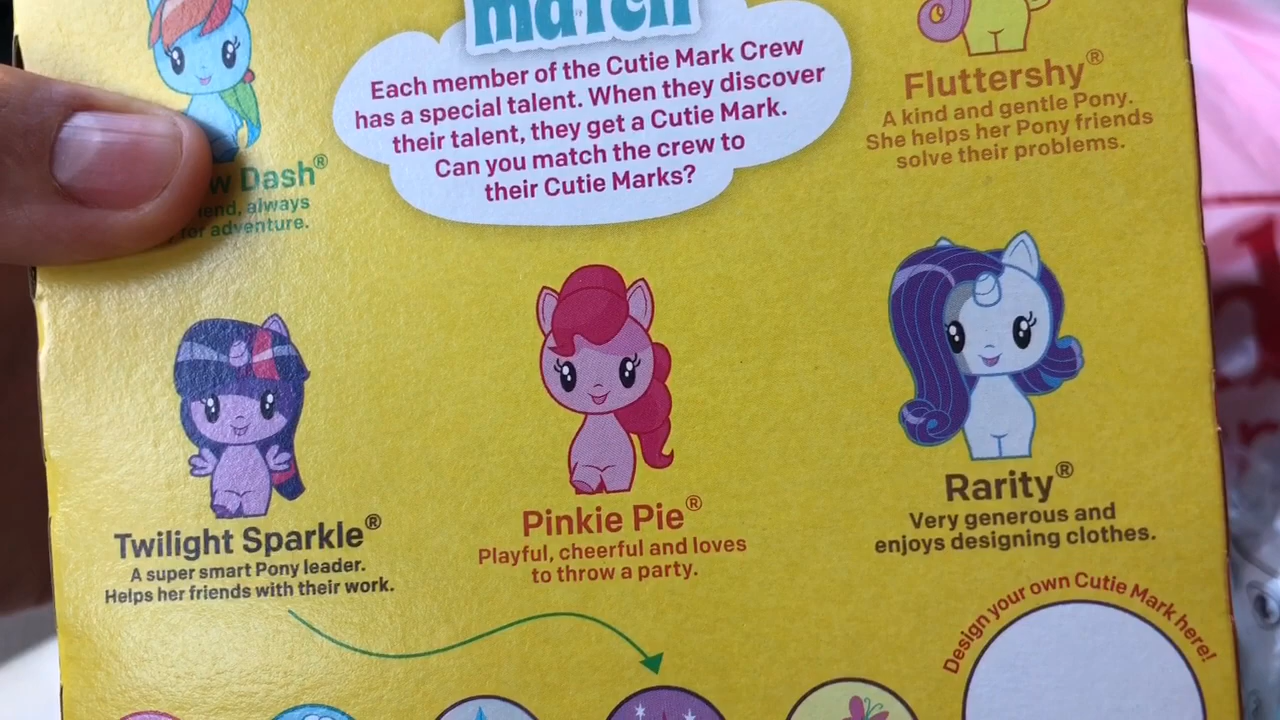 match
Each member of the Cutie Mark Crew
has a special talent. When they discover
their talent, they get a Cutie Mark.
Can you match the crew to
their Cutie Marks?
Fluttershy®
A kind and gentle Pony.
She helps her Pony friends
solve their problems.
Dash®
always
for adventure.
Twilight Sparkle®
A super smart Pony leader.
Helps her friends with their work.
Pinkie Pie®
Playful, cheerful and loves
to throw a party.
Rarity®
Very generous and
enjoys designing clothes.
Design your own Cutie Mark here!